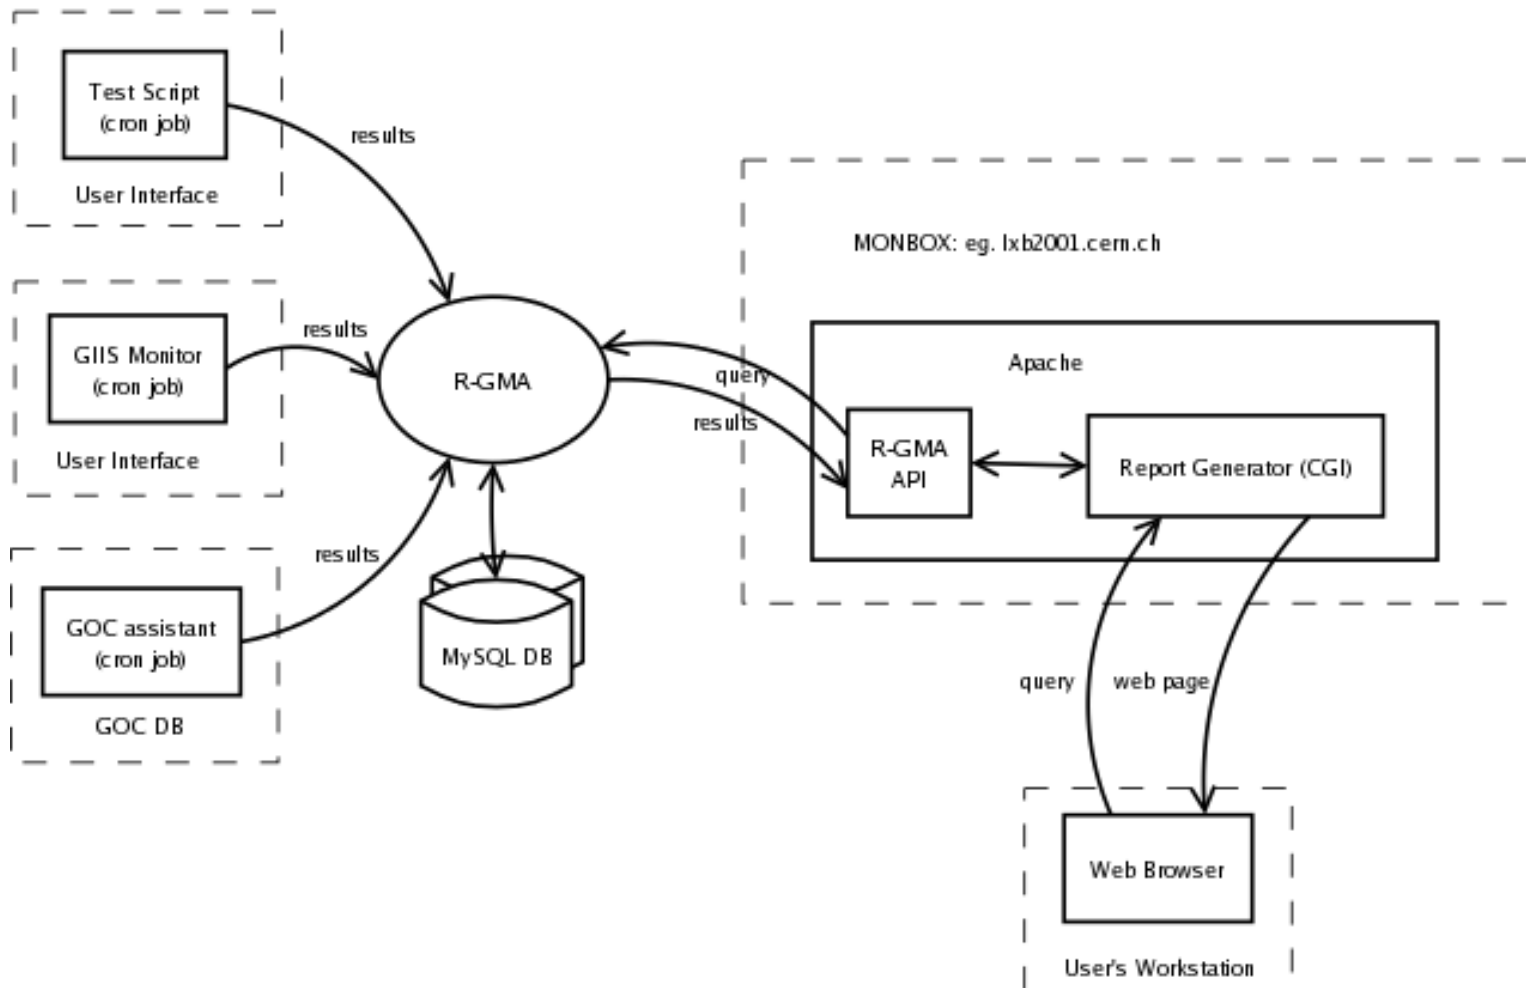 Test Script
(cron job)
results
User Interface
MONBOX: eg. lxb2001.cern.ch
GIIS Monitor
(cron job)
results
User Interface
R-GMA
query
results
Apache
R-GMA
API
Report Generator (CGI)
results
GOC assistant
(cron job)
GOC DB
MySQL DB
query
web page
Web Browser
User's Workstation